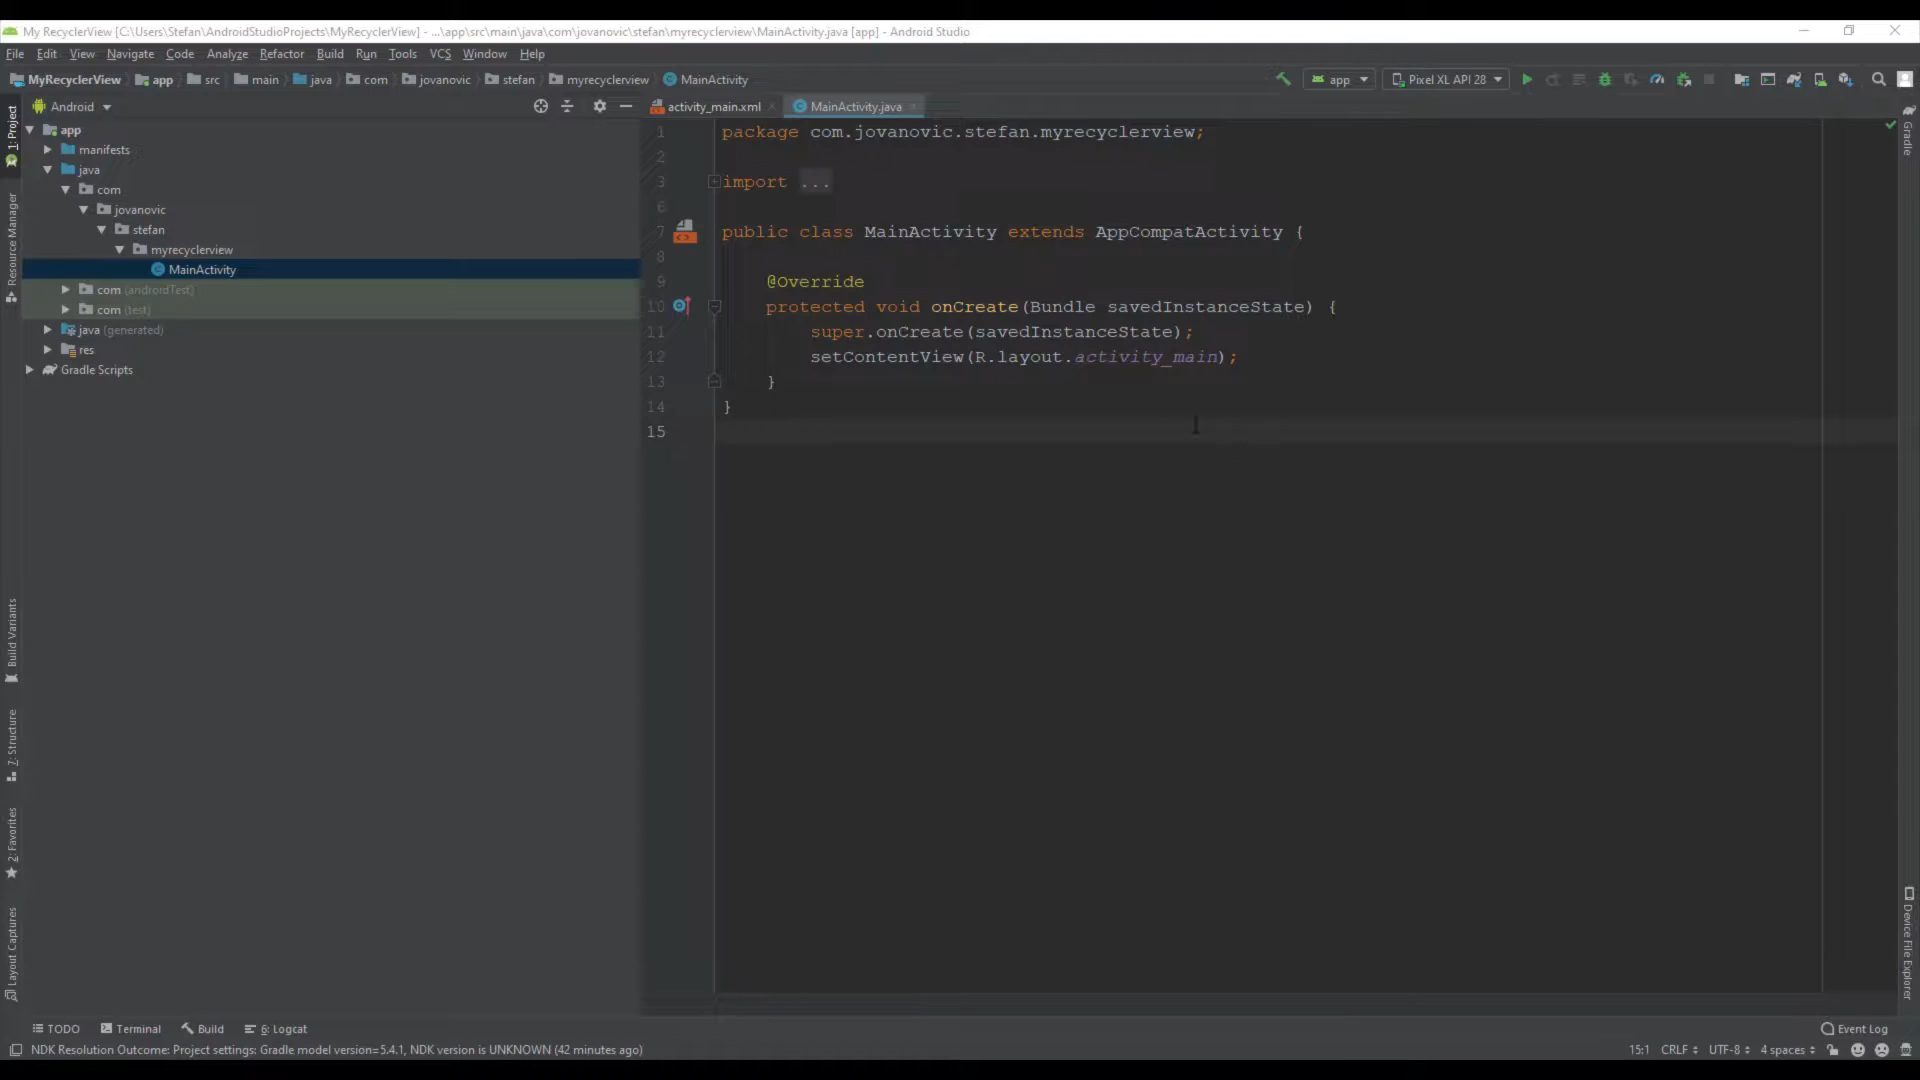 My RecyclerView [C:\Users\Stefan\AndroidStudioProjects\MyRecyclerView] - ...\app\src\main\java\com\jovanovic\stefan\myrecyclerview\MainActivity.java [app] - Android Studio
File Edit View Navigate Code Analyze Refactor Build Run Tools VCS Window Help
MyRecyclerView app src main java com jovanovic stefan myrecyclerview MainActivity app Pixel XL API 28
Android activity_main.xml MainActivity.java
1: Project
Resource Manager
Build Variants
7: Structure
2: Favorites
Layout Captures
app
manifests
java
com
jovanovic
stefan
myrecyclerview
MainActivity
com (androidTest)
com (test)
java (generated)
res
Gradle Scripts
1 package com.jovanovic.stefan.myrecyclerview;
2
3 import ...
6
7 public class MainActivity extends AppCompatActivity {
8
9 @Override
10 protected void onCreate(Bundle savedInstanceState) {
11 super.onCreate(savedInstanceState);
12 setContentView(R.layout.activity_main);
13 }
14 }
15
Gradle
Device File Explorer
TODO Terminal Build 6: Logcat Event Log
NDK Resolution Outcome: Project settings: Gradle model version=5.4.1, NDK version is UNKNOWN (42 minutes ago) 15:1 CRLF UTF-8 4 spaces